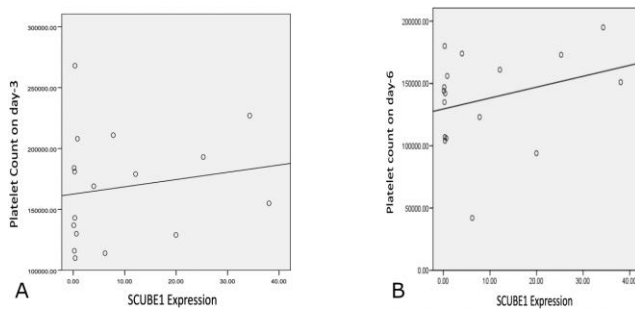 Platelet Count on day-3
300000.00
250000.00
200000.00
150000.00
100000.00
0.00 10.00 20.00 30.00 40.00
SCUBE1 Expression
A
Platelet count on day-6
200000.00
150000.00
100000.00
50000.00
0.00
0.00 10.00 20.00 30.00 40.00
SCUBE1 Expression
B